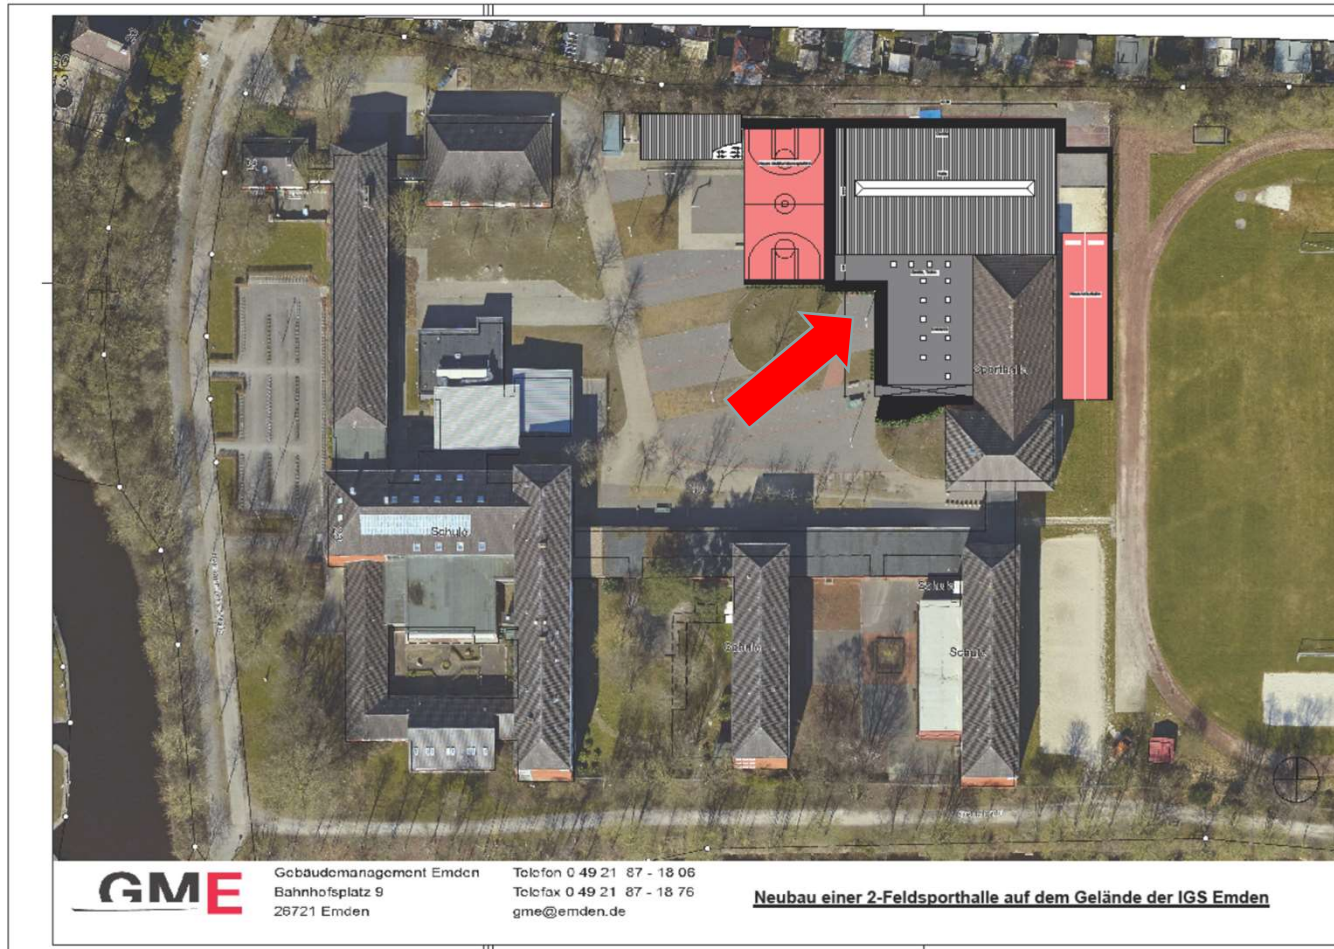 Sporthalle
Schule
Schule
Schule
Schule
GME
Gebäudemanagement Emden
Bahnhofsplatz 9
26721 Emden
Telefon 0 49 21 87 - 18 06
Telefax 0 49 21 87 - 18 76
gme@emden.de
Neubau einer 2-Feldsporthalle auf dem Gelände der IGS Emden